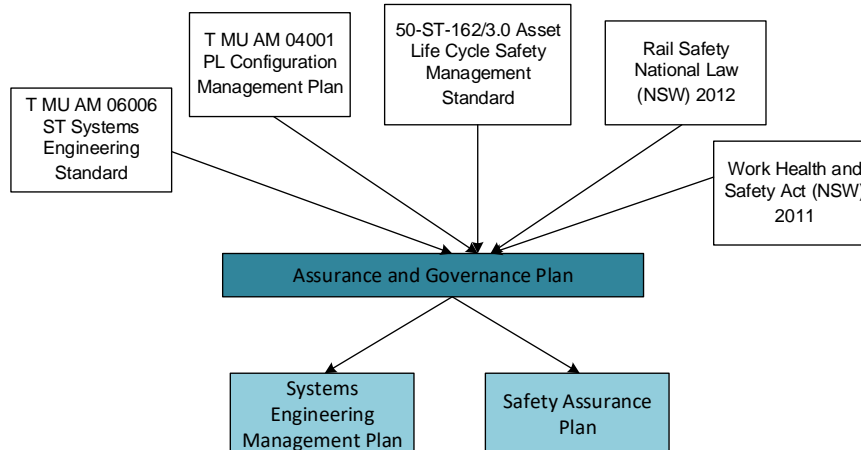 T MU AM 06006
ST Systems
Engineering
Standard
T MU AM 04001
PL Configuration
Management Plan
50-ST-162/3.0 Asset
Life Cycle Safety
Management
Standard
Rail Safety
National Law
(NSW) 2012
Work Health and
Safety Act (NSW)
2011
Assurance and Governance Plan
Systems
Engineering
Management Plan
Safety Assurance
Plan